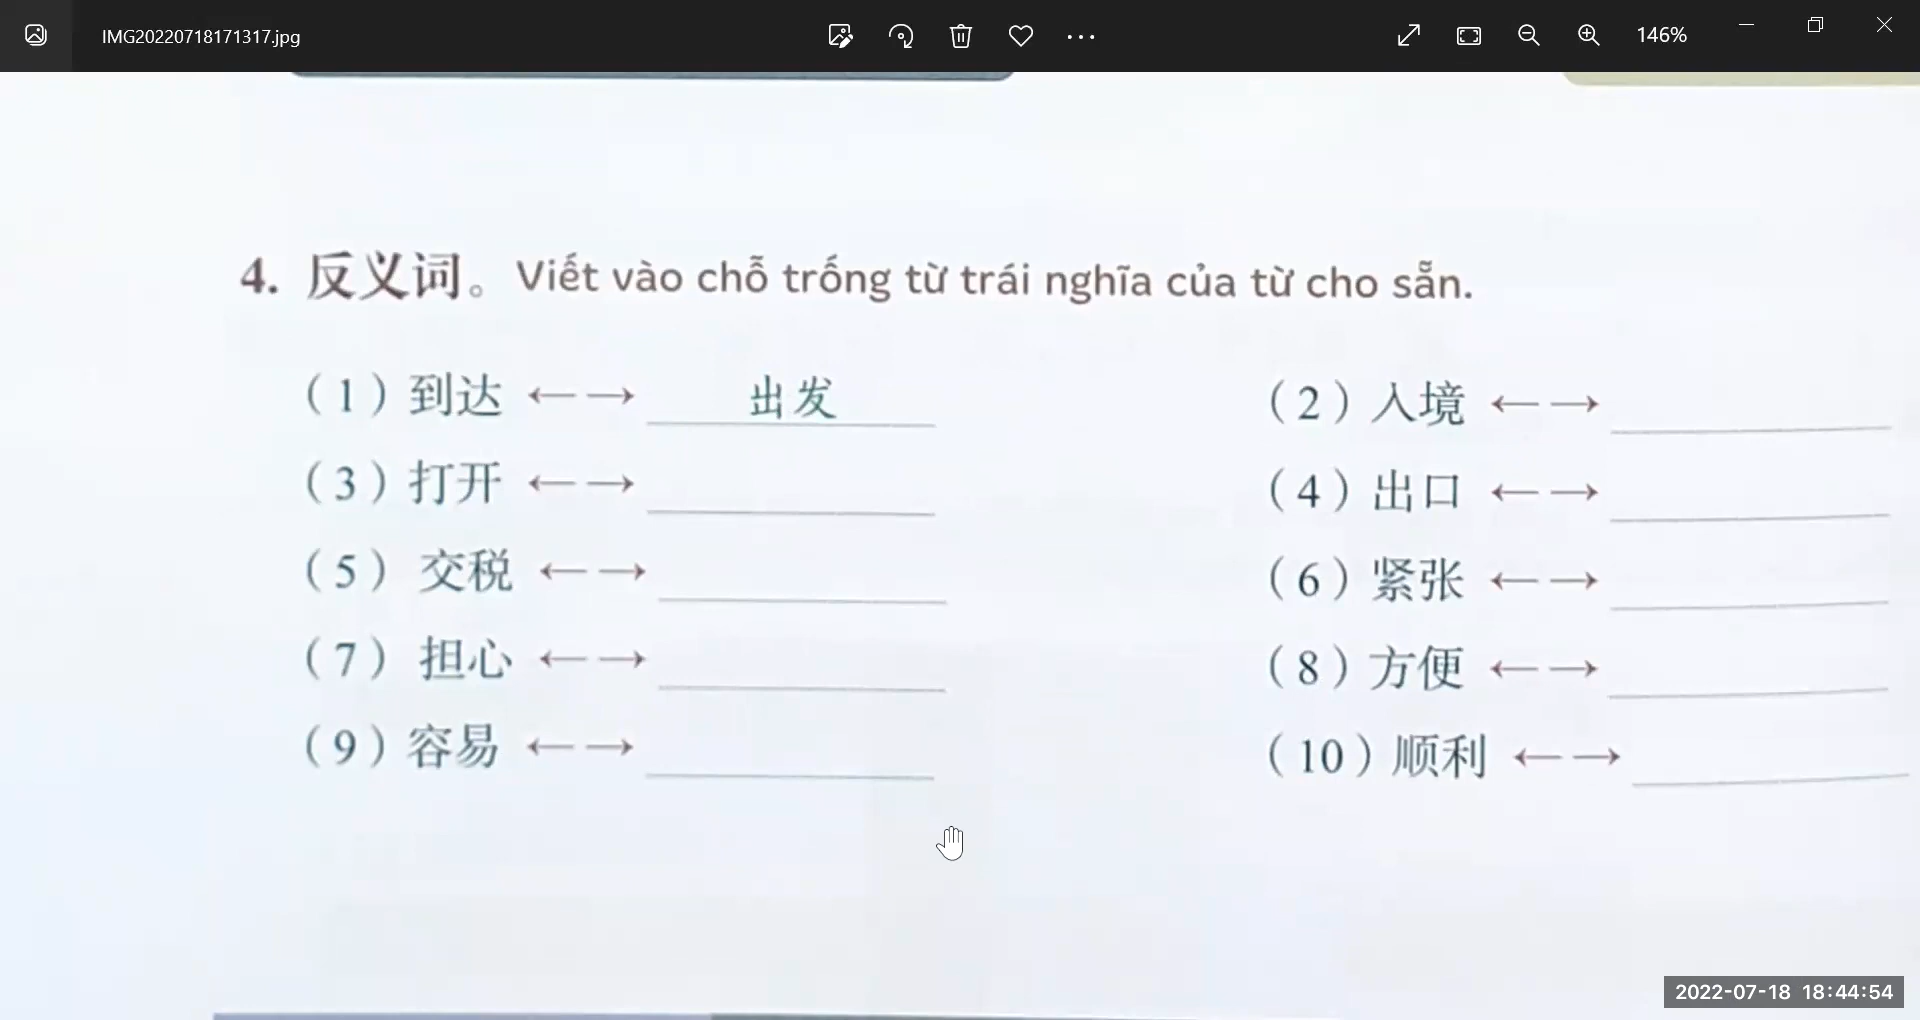 IMG20220718171317.jpg
146%
4. 反义词。Viết vào chỗ trống từ trái nghĩa của từ cho sẵn.
(1) 到达 ←→ 出发
(2) 入境 ←→
(3) 打开 ←→
(4) 出口 ←→
(5) 交税 ←→
(6) 紧张 ←→
(7) 担心 ←→
(8) 方便 ←→
(9) 容易 ←→
(10) 顺利 ←→
2022-07-18 18:44:54